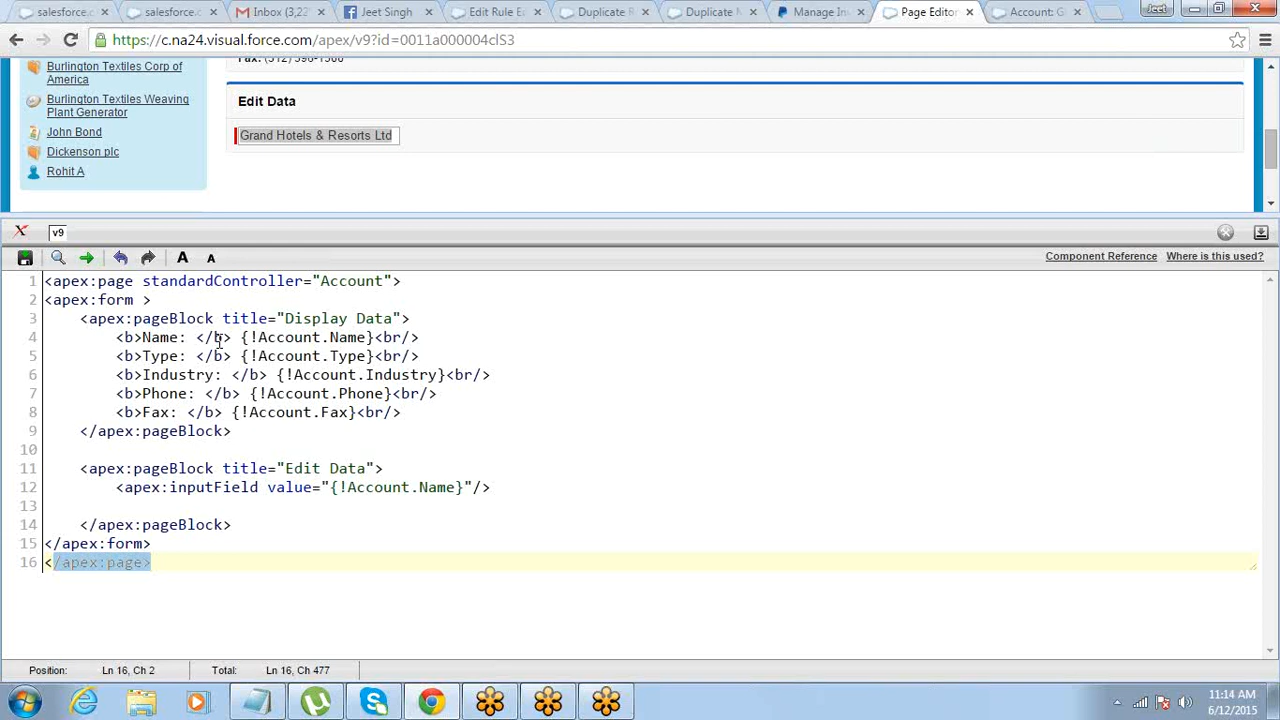 salesforce.c
salesforce.c
Inbox (3,22
Jeet Singh
Edit Rule E
Duplicate R
Duplicate M
Manage Inv
Page Editor
Account: G
Jeet
https://c.na24.visual.force.com/apex/v9?id=0011a000004clS3
Burlington Textiles Corp of
America
Burlington Textiles Weaving
Plant Generator
John Bond
Dickenson plc
Rohit A
Edit Data
Grand Hotels & Resorts Ltd
v9
A A
Component Reference
Where is this used?
1 <apex:page standardController="Account">
2 <apex:form >
3 <apex:pageBlock title="Display Data">
4 <b>Name: </b> {!Account.Name}<br/>
5 <b>Type: </b> {!Account.Type}<br/>
6 <b>Industry: </b> {!Account.Industry}<br/>
7 <b>Phone: </b> {!Account.Phone}<br/>
8 <b>Fax: </b> {!Account.Fax}<br/>
9 </apex:pageBlock>
10
11 <apex:pageBlock title="Edit Data">
12 <apex:inputField value="{!Account.Name}"/>
13
14 </apex:pageBlock>
15 </apex:form>
16 </apex:page>
Position: Ln 16, Ch 2 Total: Ln 16, Ch 477
11:14 AM
6/12/2015